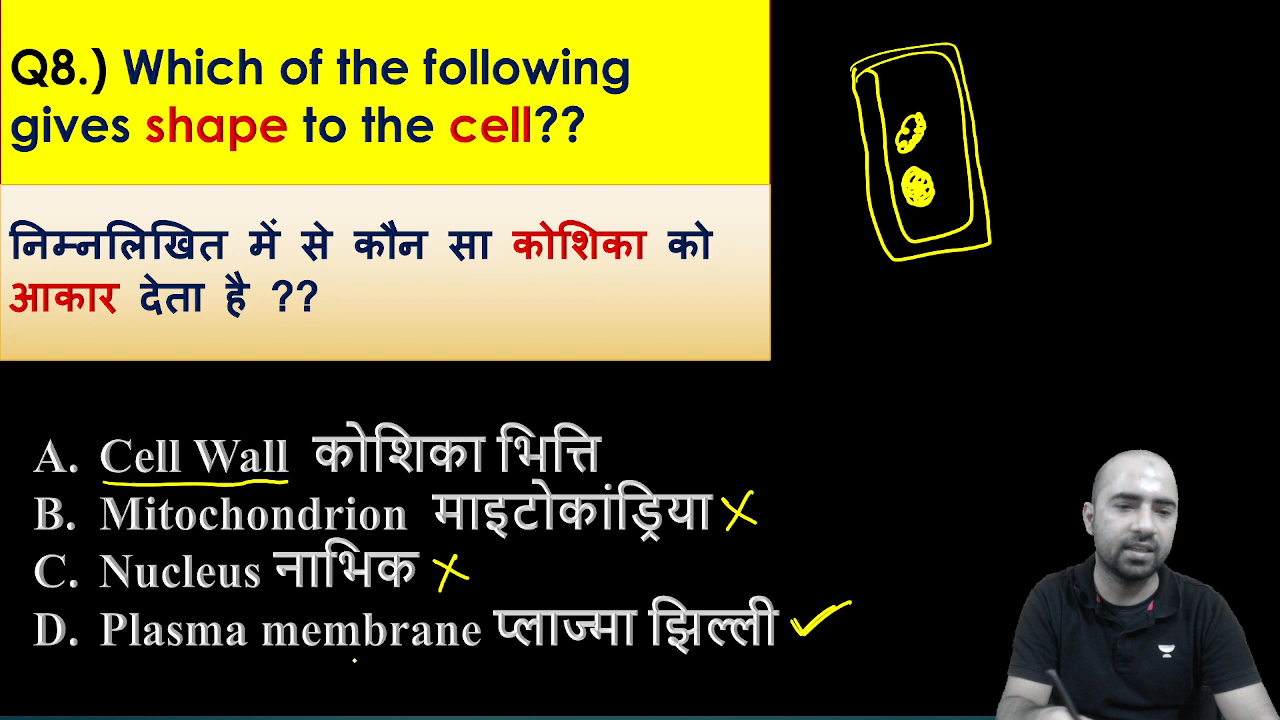 Q8.) Which of the following
gives shape to the cell??
निम्नलिखित में से कौन सा कोशिका को
आकार देता है ??
A. Cell Wall कोशिका भित्ति
B. Mitochondrion माइटोकांड्रिया
C. Nucleus नाभिक
D. Plasma membrane प्लाज्मा झिल्ली